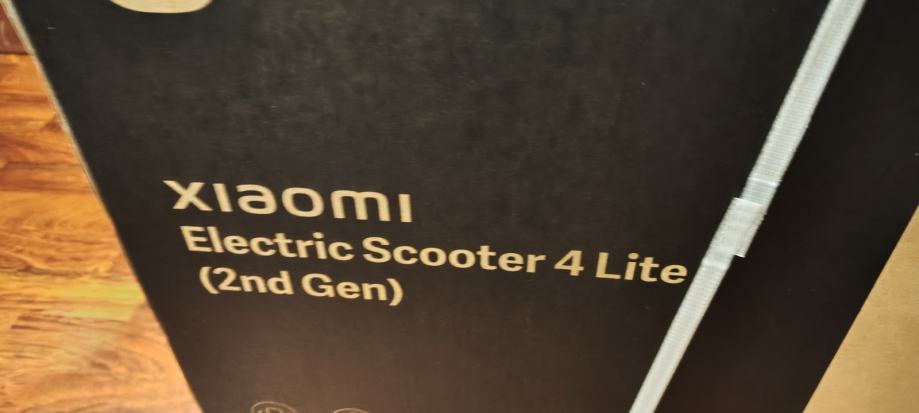 xiaomi
Electric Scooter 4 Lite
(2nd Gen)